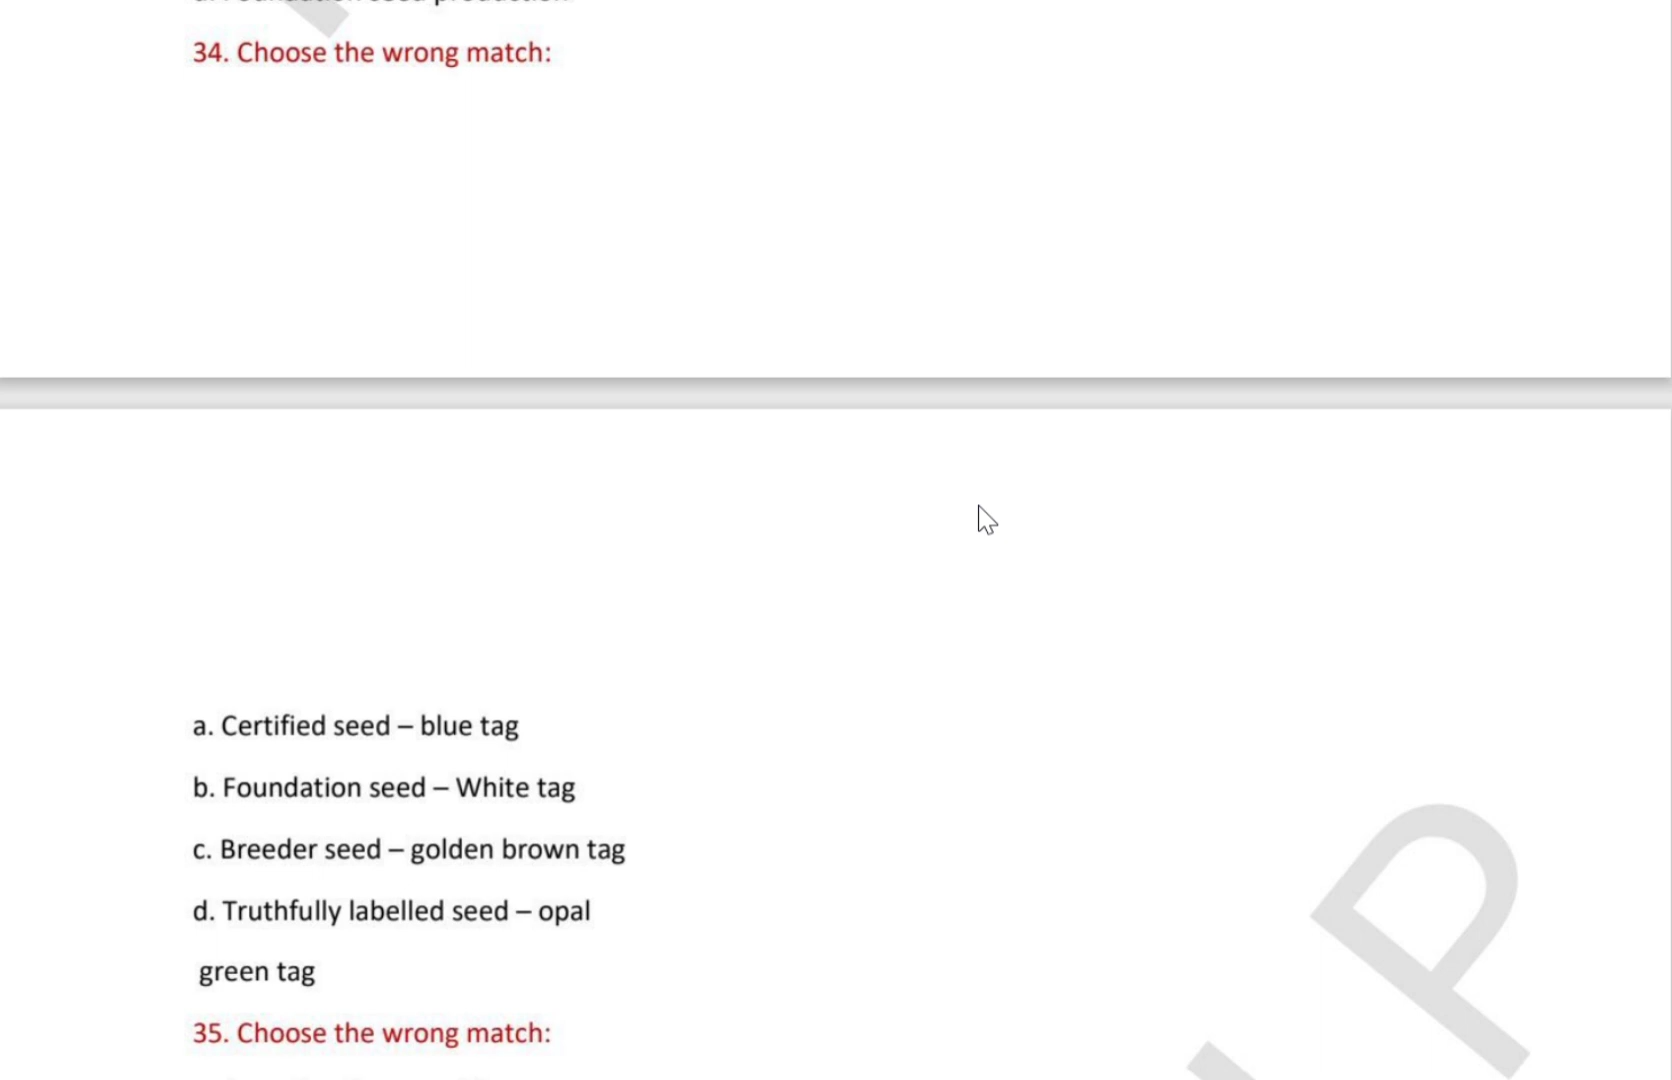 34. Choose the wrong match:
a. Certified seed – blue tag
b. Foundation seed – White tag
c. Breeder seed – golden brown tag
d. Truthfully labelled seed – opal
green tag
35. Choose the wrong match:
P